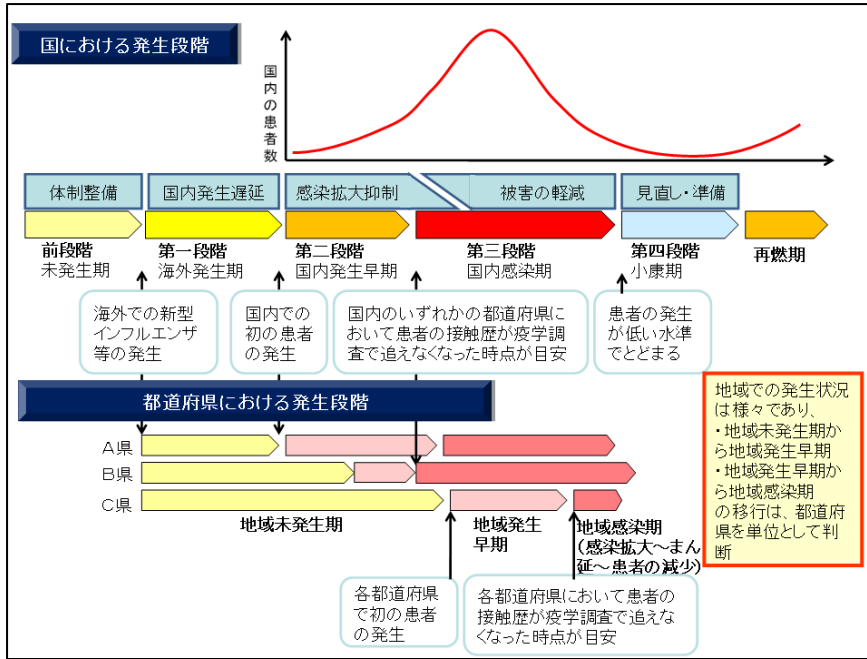 国における発生段階
国内の患者数
体制整備
国内発生遅延
感染拡大抑制
被害の軽減
見直し・準備
前段階
未発生期
第一段階
海外発生期
第二段階
国内発生早期
第三段階
国内感染期
第四段階
小康期
再燃期
海外での新型
インフルエンザ
等の発生
国内での
初の患者
の発生
国内のいずれかの都道府県に
おいて患者の接触歴が疫学調
査で追えなくなった時点が目安
患者の発生
が低い水準
でとどまる
都道府県における発生段階
A県
B県
C県
地域未発生期
地域発生
早期
地域感染期
(感染拡大～まん
延～患者の減少)
各都道府県
で初の患者
の発生
各都道府県において患者の
接触歴が疫学調査で追えな
くなった時点が目安
地域での発生状況
は様々であり、
・地域未発生期か
ら地域発生早期
・地域発生早期か
ら地域感染期
の移行は、都道府
県を単位として判
断